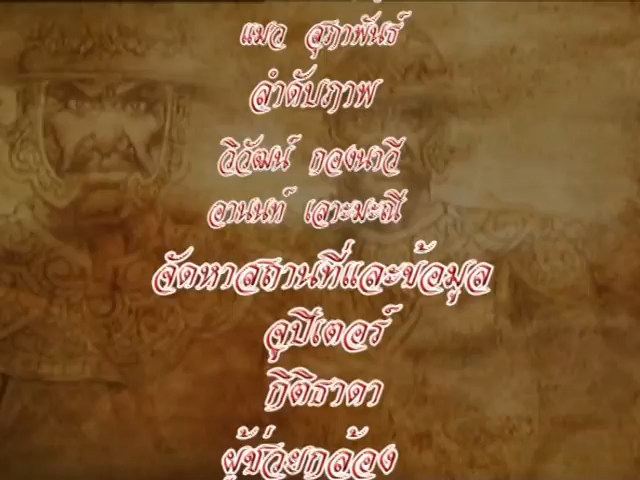 แมว สุภาพันธ์
ลำดับภาพ
วิวัฒน์ กองนาวี
อานนท์ เลาะมะณี
จัดหาสถานที่และข้อมูล
จูปีเตอร์
กิติธาดา
ผู้ช่วยกล้อง